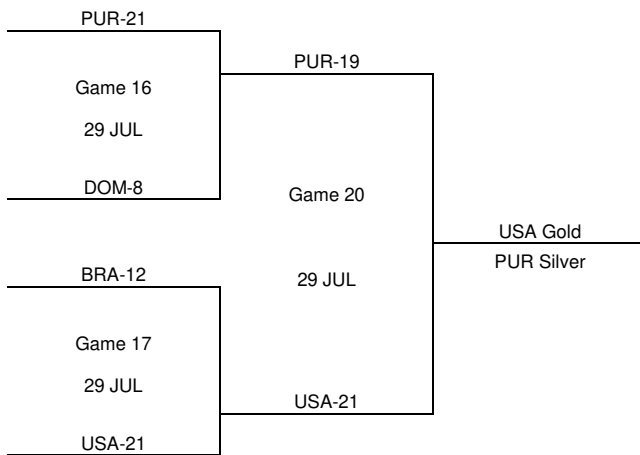 PUR-21
Game 16
29 JUL
DOM-8
BRA-12
Game 17
29 JUL
USA-21
PUR-19
Game 20
29 JUL
USA-21
USA Gold
PUR Silver